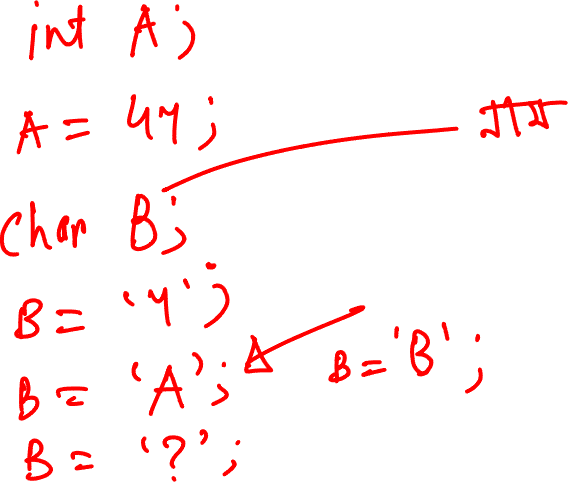 int A;
A = 44;
char B;
B = '4';
B = 'A'; B = 'B';
B = '?';